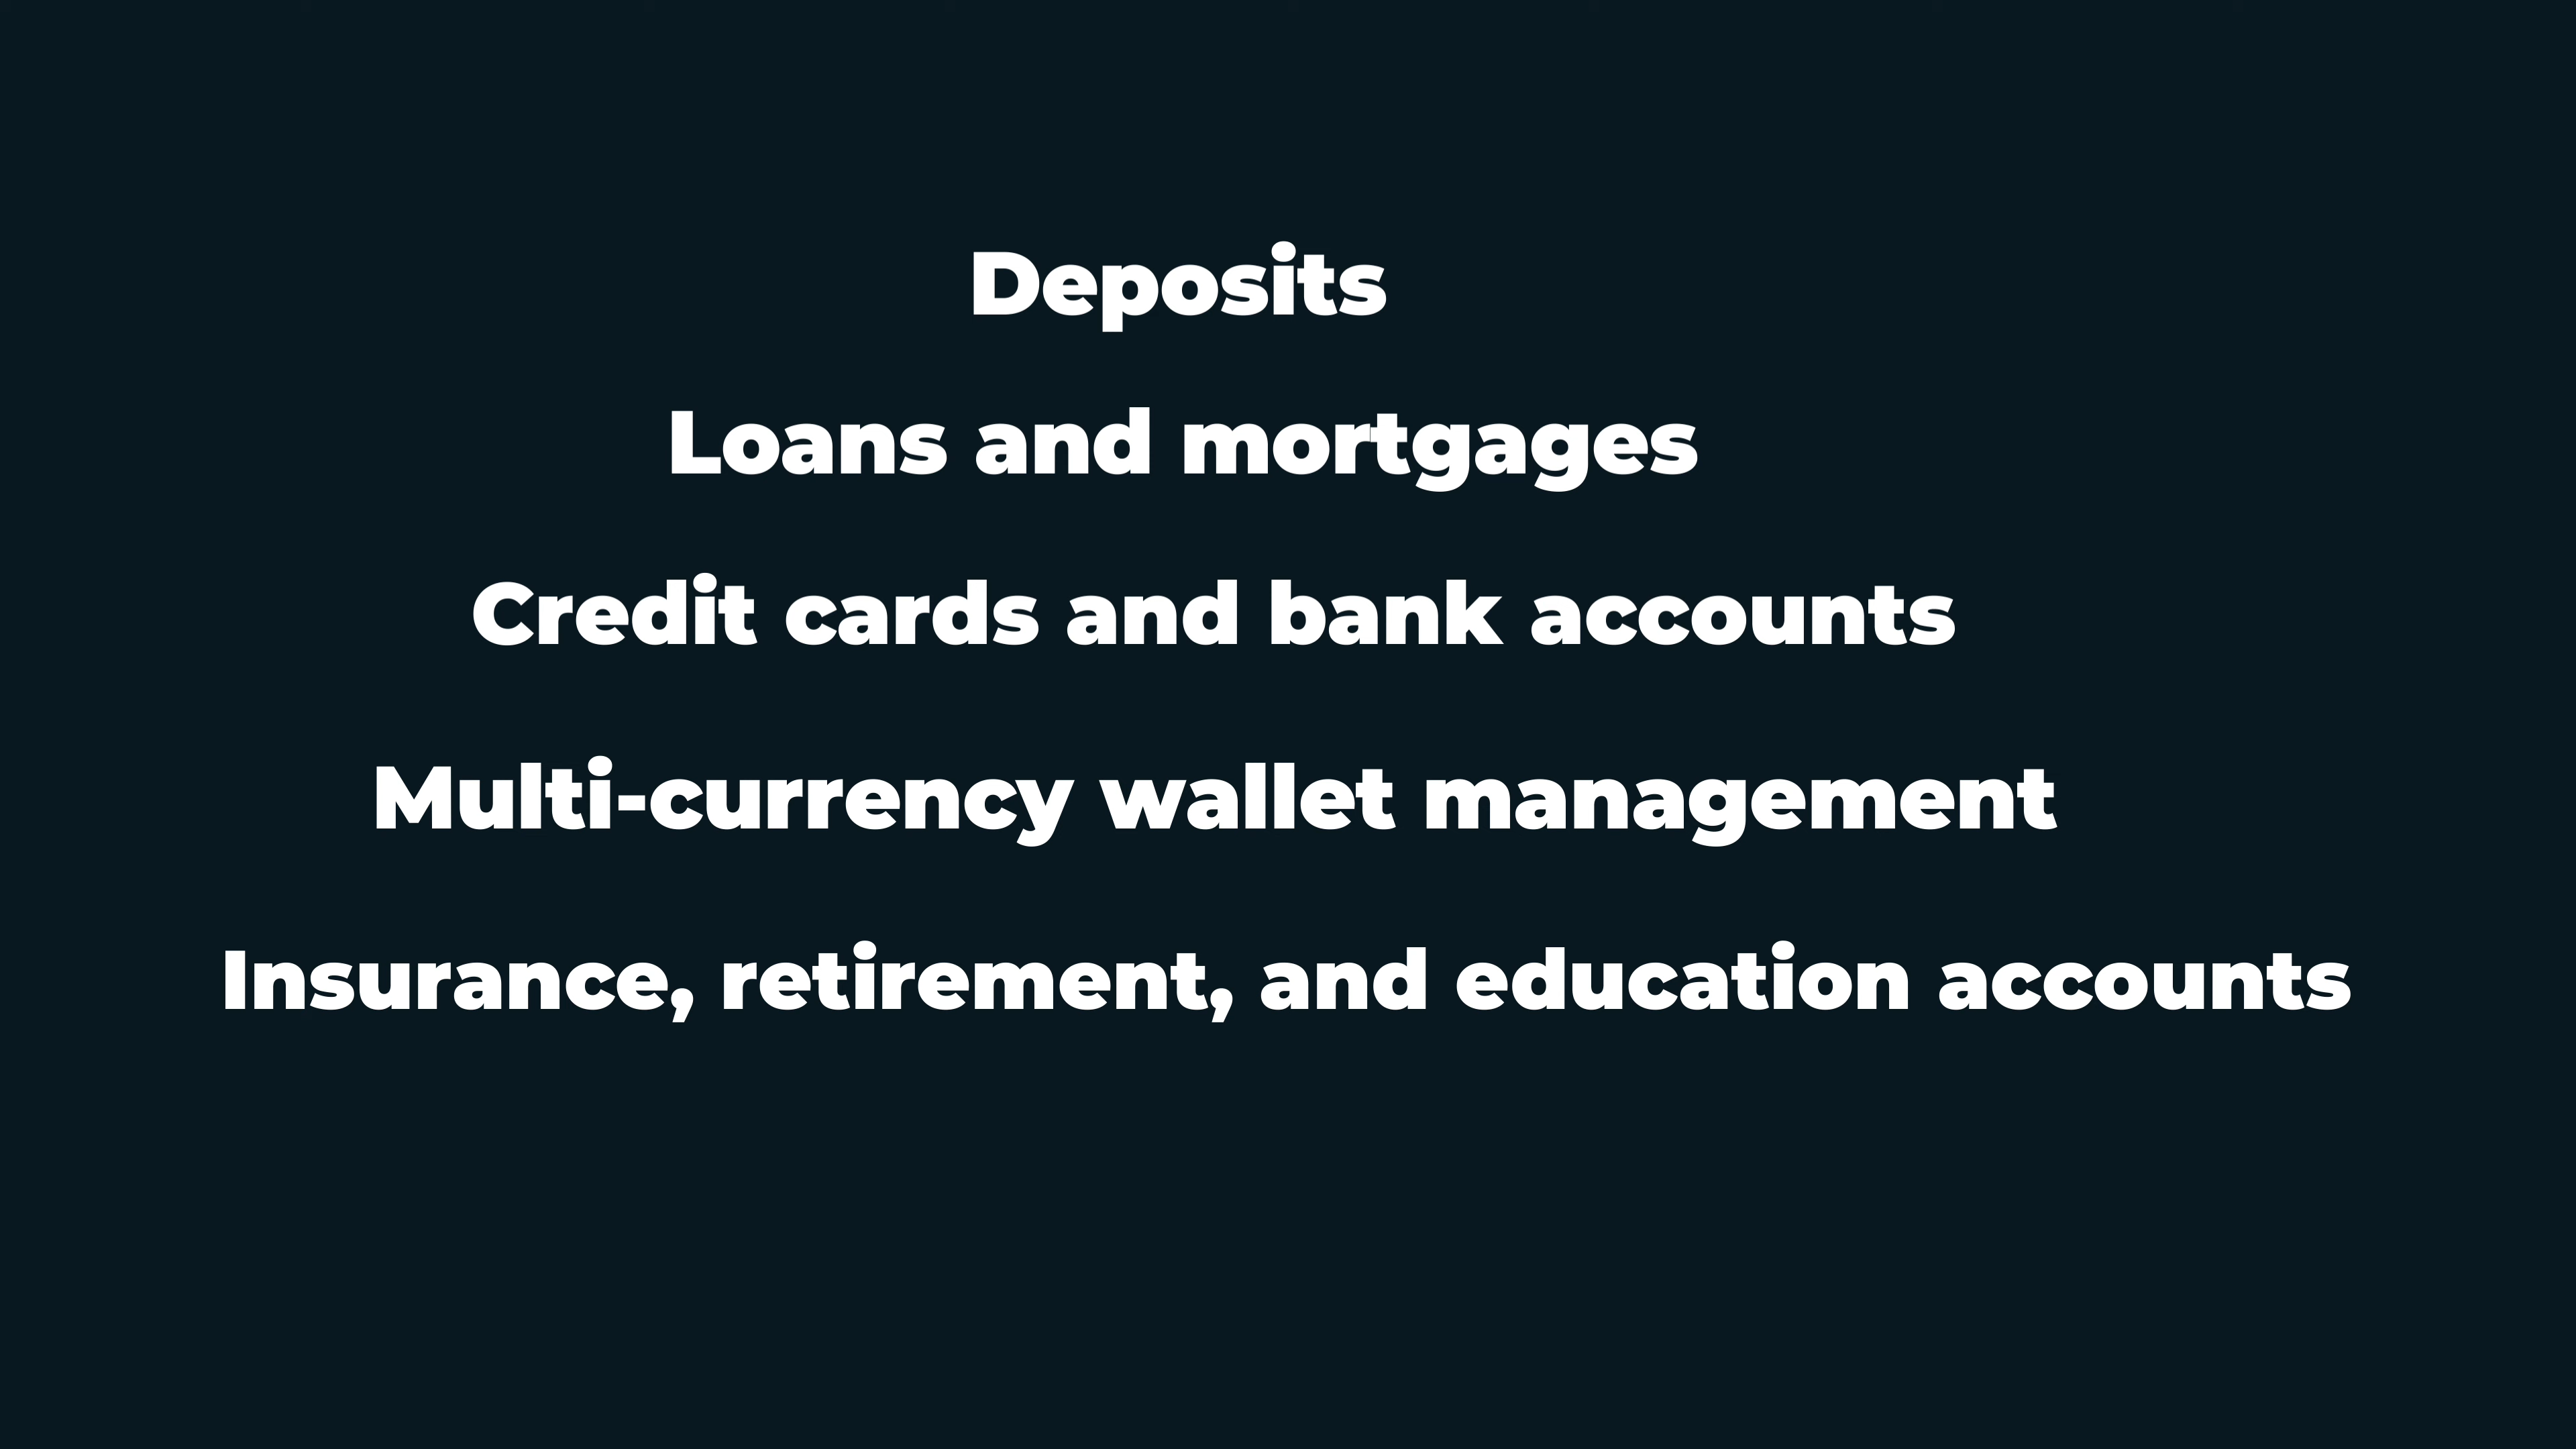 Deposits
Loans and mortgages
Credit cards and bank accounts
Multi-currency wallet management
Insurance, retirement, and education accounts